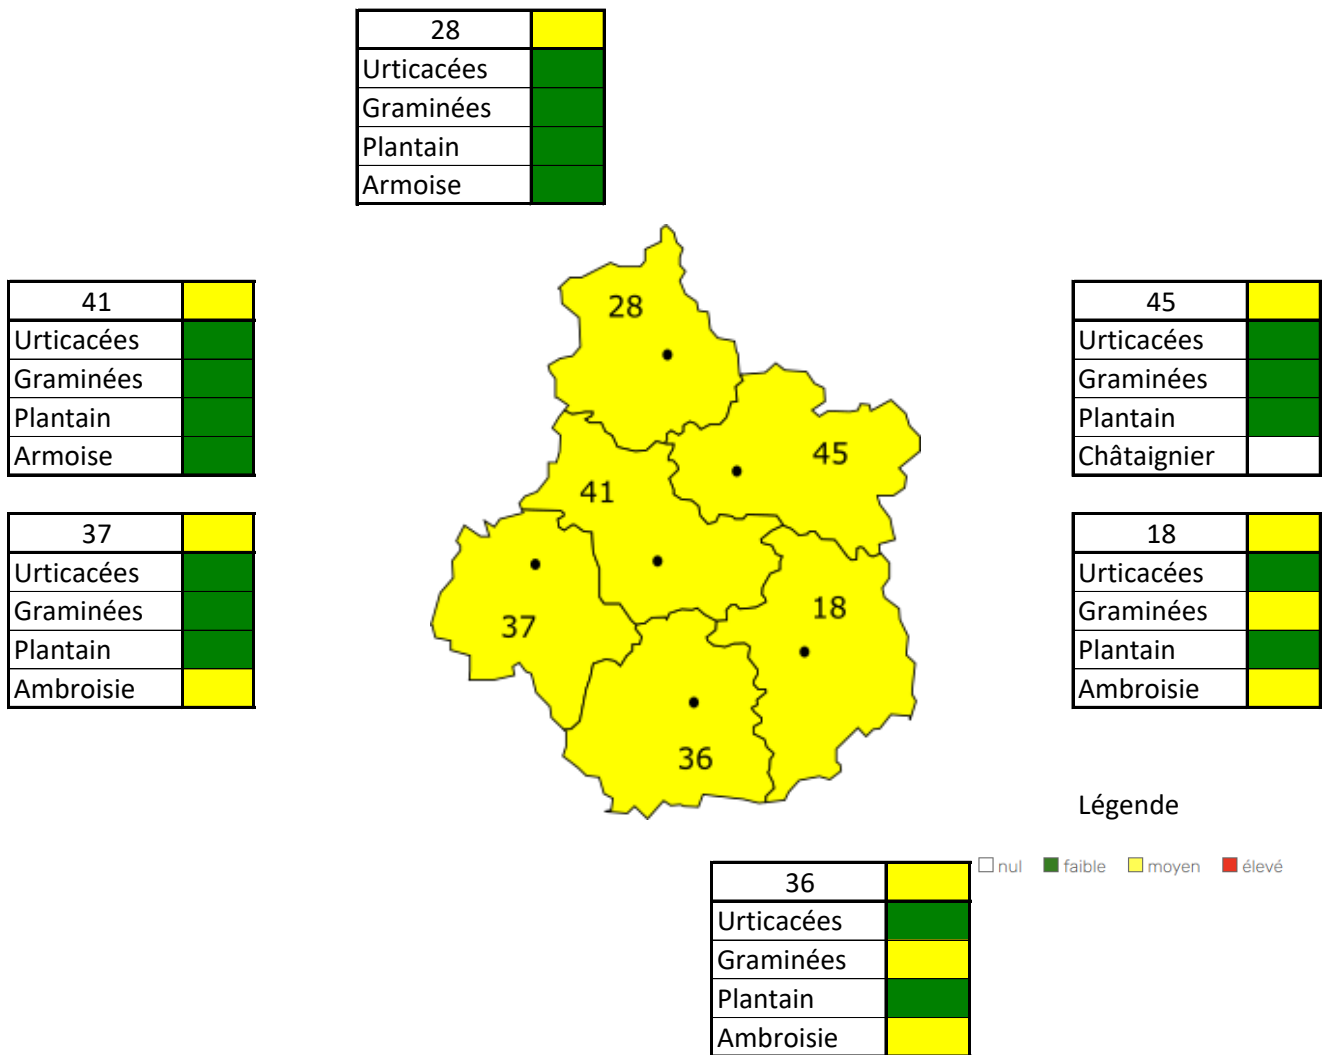 28
Urticacées
Graminées
Plantain
Armoise
41
Urticacées
Graminées
Plantain
Armoise
45
Urticacées
Graminées
Plantain
Châtaignier
37
Urticacées
Graminées
Plantain
Ambroisie
18
Urticacées
Graminées
Plantain
Ambroisie
28
45
41
18
37
36
Légende
nul faible moyen élevé
36
Urticacées
Graminées
Plantain
Ambroisie